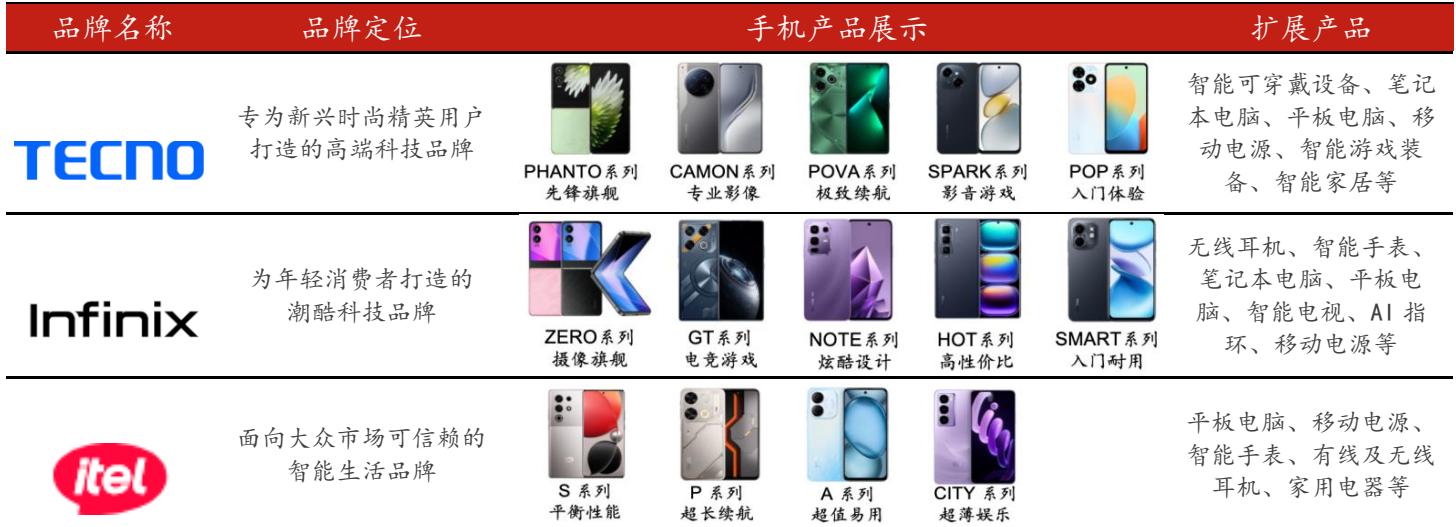 品牌名称 品牌定位 手机产品展示 扩展产品
TECNO
专为新兴时尚精英用户
打造的高端科技品牌
PHANTO系列
先锋旗舰
CAMON系列
专业影像
POVA系列
极致续航
SPARK系列
影音游戏
POP系列
入门体验
智能可穿戴设备、笔记
本电脑、平板电脑、移
动电源、智能游戏装
备、智能家居等
Infinix
为年轻消费者打造的
潮酷科技品牌
ZERO系列
摄像旗舰
GT系列
电竞游戏
NOTE系列
炫酷设计
HOT系列
高性价比
SMART系列
入门耐用
无线耳机、智能手表、
笔记本电脑、平板电
脑、智能电视、AI 指
环、移动电源等
itel
面向大众市场可信赖的
智能生活品牌
S 系列
平衡性能
P 系列
超长续航
A 系列
超值易用
CITY 系列
超薄娱乐
平板电脑、移动电源、
智能手表、有线及无线
耳机、家用电器等